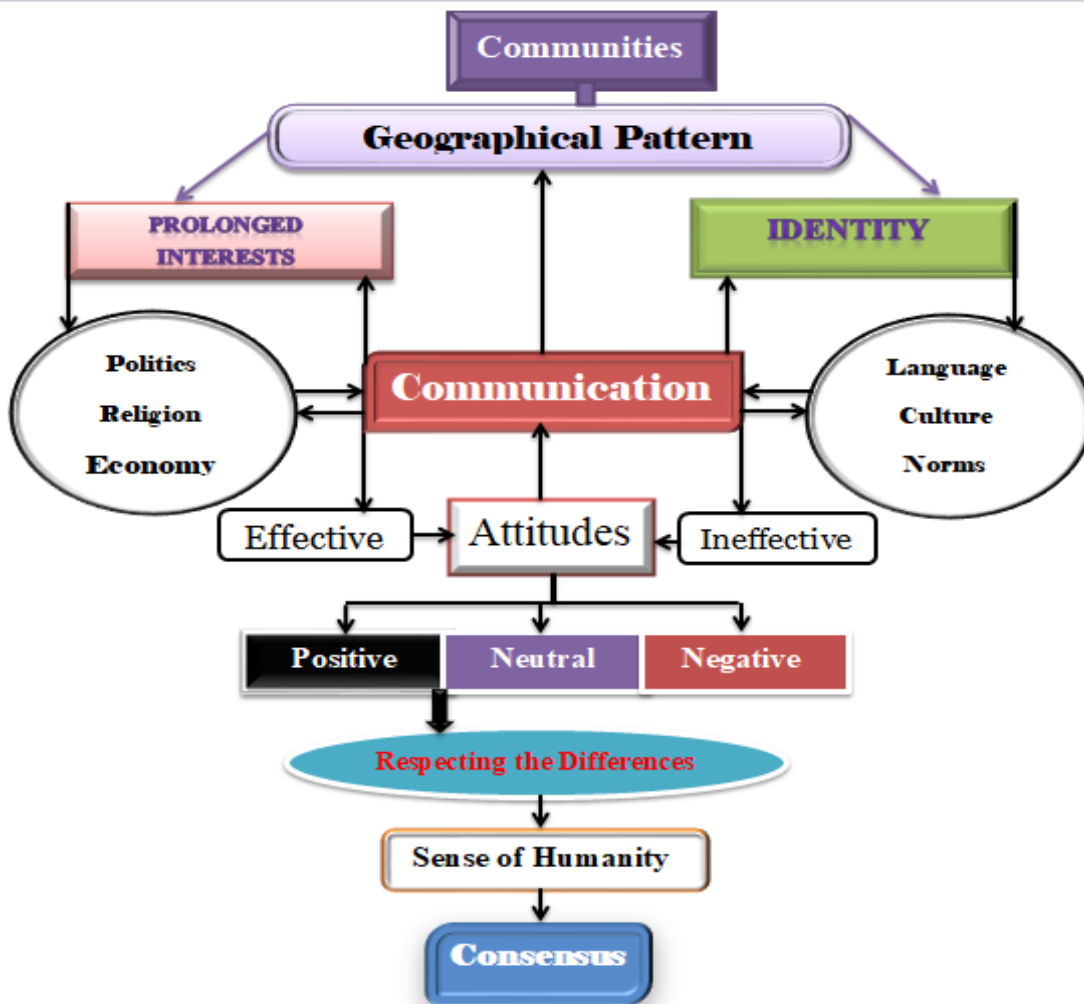 Communities
Geographical Pattern
PROLONGED
INTERESTS
IDENTITY
Politics
Religion
Economy
Communication
Language
Culture
Norms
Effective
Attitudes
Ineffective
Positive
Neutral
Negative
Respecting the Differences
Sense of Humanity
Consensus